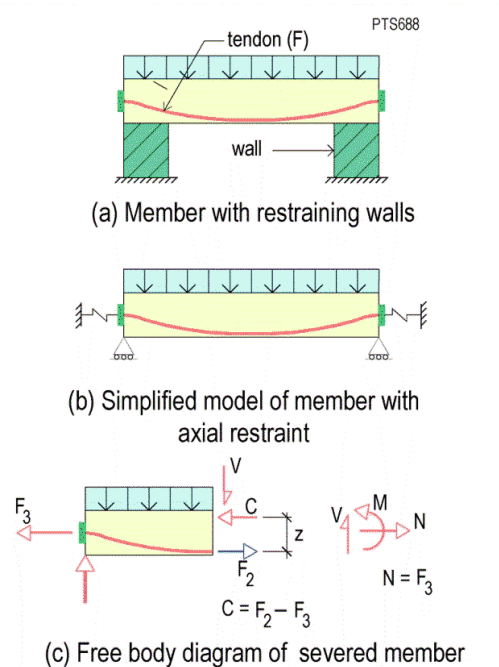 PTS688
tendon (F)
wall
(a) Member with restraining walls
(b) Simplified model of member with
axial restraint
V
F₃
C
z
F₂
C = F₂ – F₃
V
M
N
N = F₃
(c) Free body diagram of severed member